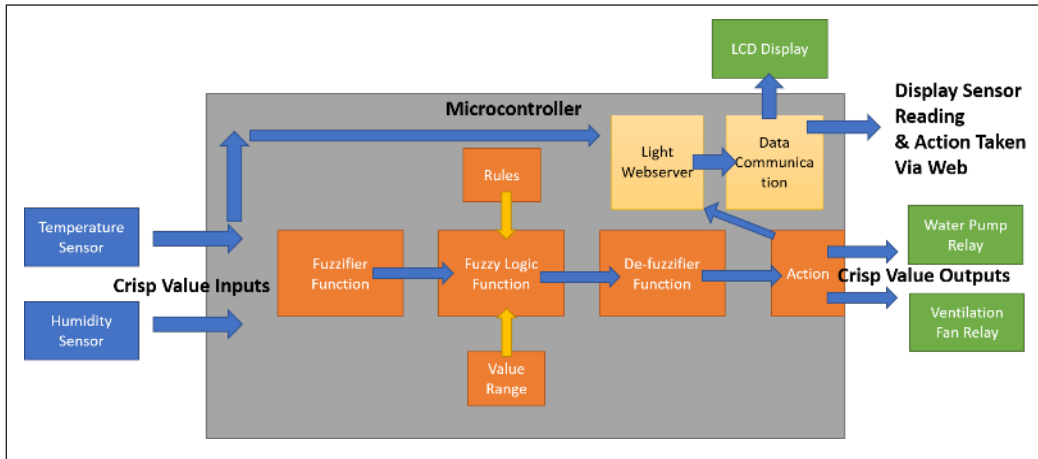 LCD Display
Display Sensor
Reading
& Action Taken
Via Web
Microcontroller
Light
Webserver
Data
Communica
tion
Rules
Temperature
Sensor
Water Pump
Relay
Fuzzifier
Function
Fuzzy Logic
Function
De-fuzzifier
Function
Action
Crisp Value Inputs
Crisp Value Outputs
Humidity
Sensor
Ventilation
Fan Relay
Value
Range